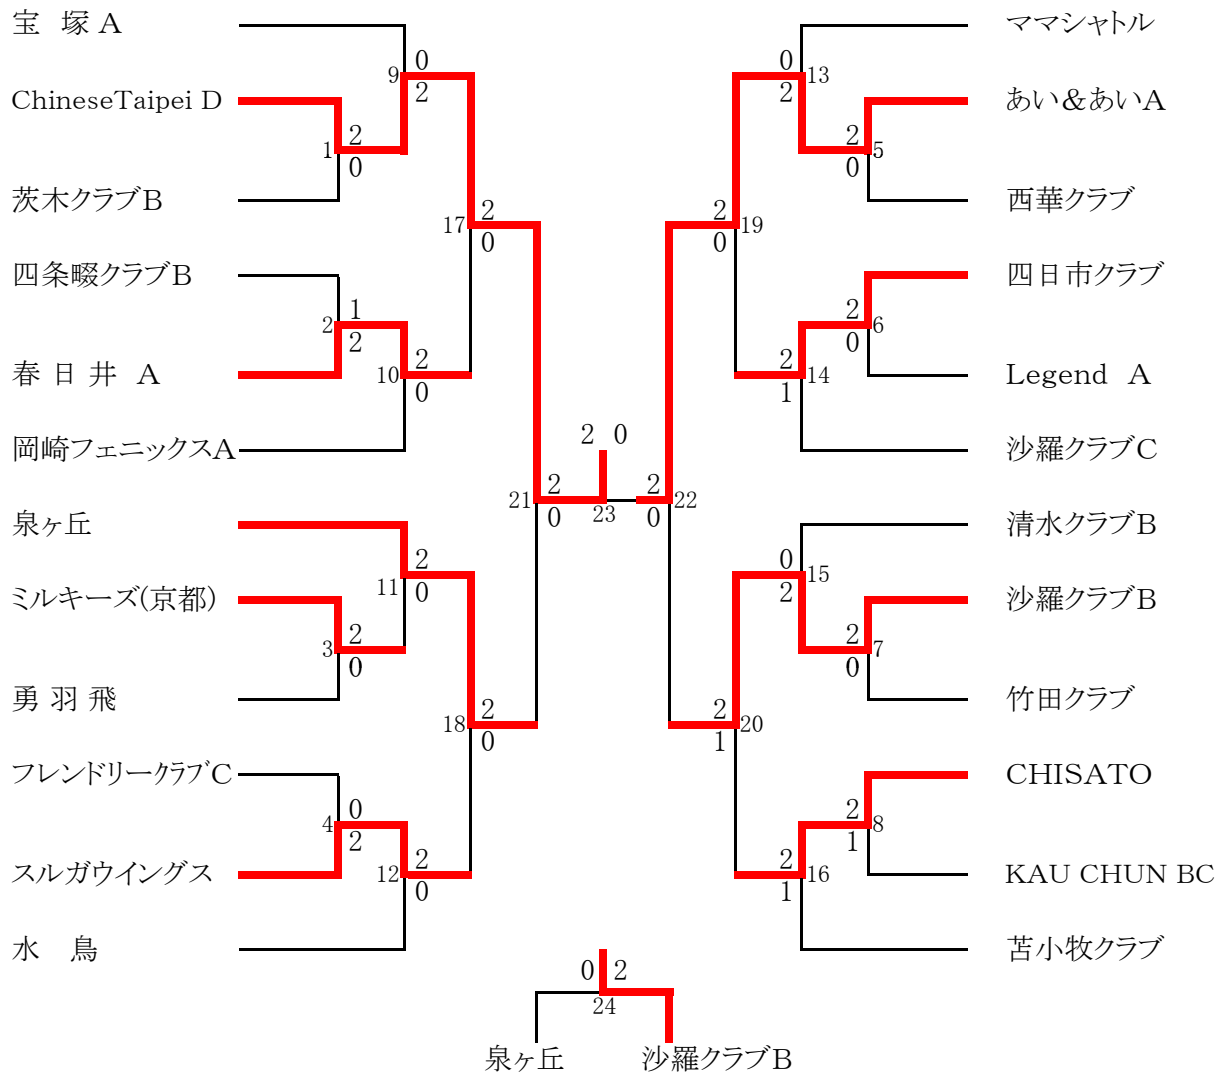 宝 塚 A
ママシャトル
0
0
9
13
2
2
ChineseTaipei D
あい&あいA
2
2
1
5
0
0
茨木クラブB
西華クラブ
2
2
17
19
0
0
四条畷クラブB
四日市クラブ
1
2
2
6
2
0
春 日 井 A
Legend A
2
2
10
14
0
1
岡崎フェニックスA
沙羅クラブC
2 0
2
2
21
23
22
0
0
泉ヶ丘
清水クラブB
2
0
11
15
0
2
ミルキーズ(京都)
沙羅クラブB
2
2
3
7
0
0
勇 羽 飛
竹田クラブ
2
2
18
20
0
1
フレンドリークラブC
CHISATO
0
2
4
8
2
1
スルガウイングス
KAU CHUN BC
2
2
12
16
0
1
水 鳥
苫小牧クラブ
0 2
24
泉ヶ丘
沙羅クラブB